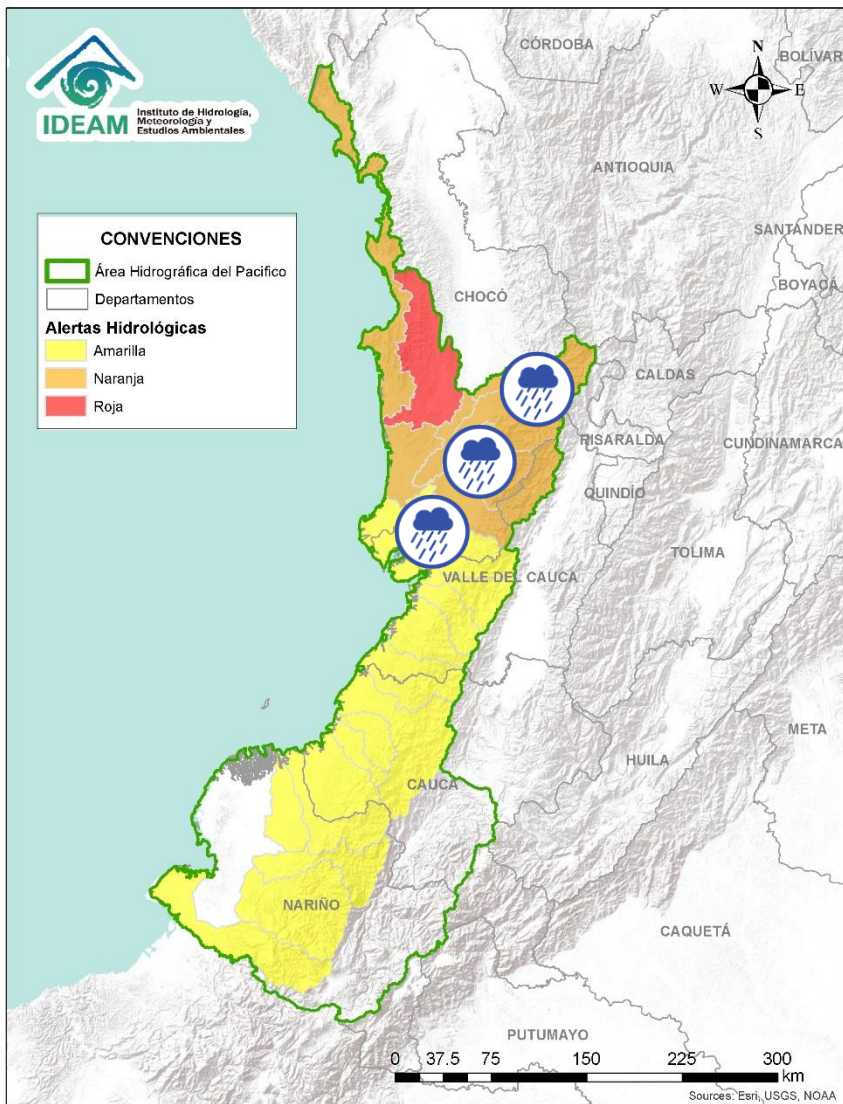 IDEAM
Instituto de Hidrología,
Meteorología y
Estudios Ambientales
N
W E
S
CONVENCIONES
Área Hidrográfica del Pacifico
Departamentos
Alertas Hidrológicas
Amarilla
Naranja
Roja
CÓRDOBA
BOLÍVAR
ANTIOQUIA
SANTANDER
BOYACÁ
CHOCÓ
CALDAS
RISARALDA
CUNDINAMARCA
QUINDÍO
TOLIMA
VALLE DEL CAUCA
META
HUILA
CAUCA
NARIÑO
CAQUETÁ
PUTUMAYO
0 37.5 75 150 225 300
km
Sources: Esri, USGS, NOAA